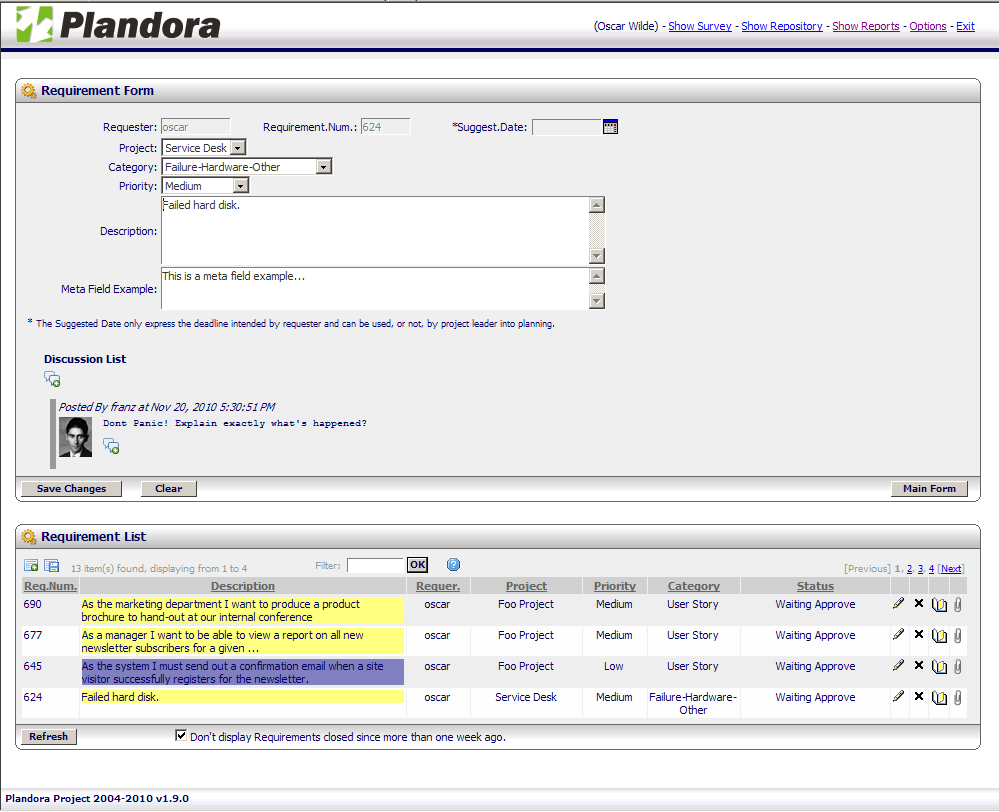 Plandora
(Oscar Wilde) - Show Survey - Show Repository - Show Reports - Options - Exit
Requirement Form
Requester: oscar Requirement.Num.: 624 *Suggest.Date:
Project: Service Desk
Category: Failure-Hardware-Other
Priority: Medium
Description: Failed hard disk.
Meta Field Example: This is a meta field example...
* The Suggested Date only express the deadline intended by requester and can be used, or not, by project leader into planning.
Discussion List
Posted By franz at Nov 20, 2010 5:30:51 PM
Dont Panic! Explain exactly what's happened?
Save Changes Clear Main Form
Requirement List
13 item(s) found, displaying from 1 to 4 Filter: OK ? [Previous] 1, 2, 3, 4 [Next]
Req.Num. Description Requer. Project Priority Category Status
690 As the marketing department I want to produce a product oscar Foo Project Medium User Story Waiting Approve
brochure to hand-out at our internal conference
677 As a manager I want to be able to view a report on all new oscar Foo Project Medium User Story Waiting Approve
newsletter subscribers for a given ...
645 As the system I must send out a confirmation email when a site oscar Foo Project Low User Story Waiting Approve
visitor successfully registers for the newsletter.
624 Failed hard disk. oscar Service Desk Medium Failure-Hardware- Waiting Approve
Other
Refresh Don't display Requirements closed since more than one week ago.
Plandora Project 2004-2010 v1.9.0